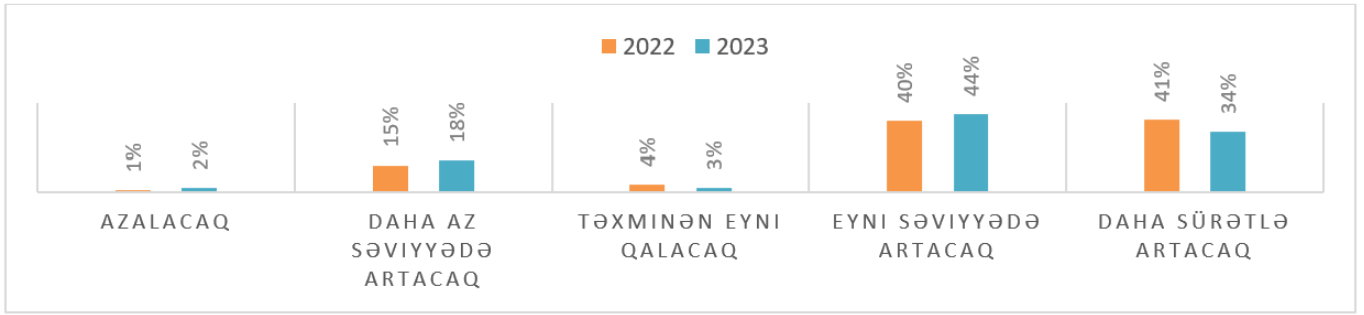 2022 2023
1% 2% 15% 18% 4% 3% 40% 44% 41% 34%
AZALACAQ
DAHA AZ
SƏVIYYƏDƏ
ARTACAQ
TƏXMINƏN EYNI
QALACAQ
EYNI SƏVIYYƏDƏ
ARTACAQ
DAHA SÜRƏTLƏ
ARTACAQ